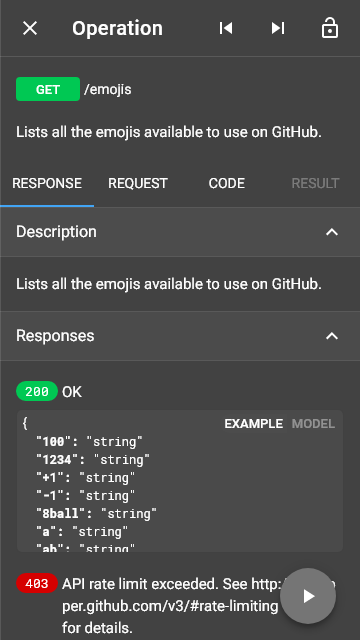 Operation
GET /emojis
Lists all the emojis available to use on GitHub.
RESPONSE REQUEST CODE RESULT
Description
Lists all the emojis available to use on GitHub.
Responses
200 OK
EXAMPLE MODEL
{
"100": "string"
"1234": "string"
"+1": "string"
"-1": "string"
"8ball": "string"
"a": "string"
"ab": "string"
403 API rate limit exceeded. See http:/
per.github.com/v3/#rate-limiting
for details.